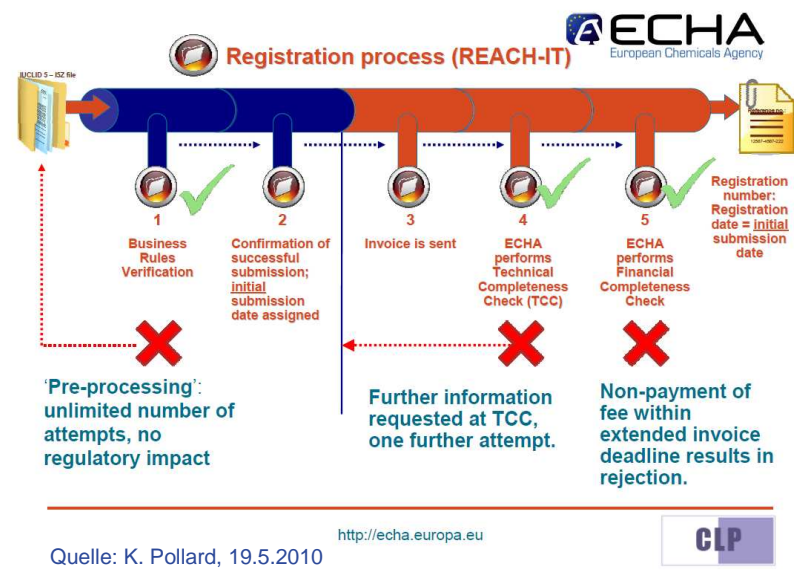 ECHA
European Chemicals Agency
Registration process (REACH-IT)
IUCLID 5 – ISZ file
Reference no.:
1
Business
Rules
Verification
2
Confirmation of
successful
submission;
initial
submission
date assigned
3
Invoice is sent
4
ECHA
performs
Technical
Completeness
Check (TCC)
5
ECHA
performs
Financial
Completeness
Check
Registration
number:
Registration
date = initial
submission
date
'Pre-processing':
unlimited number of
attempts, no
regulatory impact
Further information
requested at TCC,
one further attempt.
Non-payment of
fee within
extended invoice
deadline results in
rejection.
http://echa.europa.eu
CLP
Quelle: K. Pollard, 19.5.2010